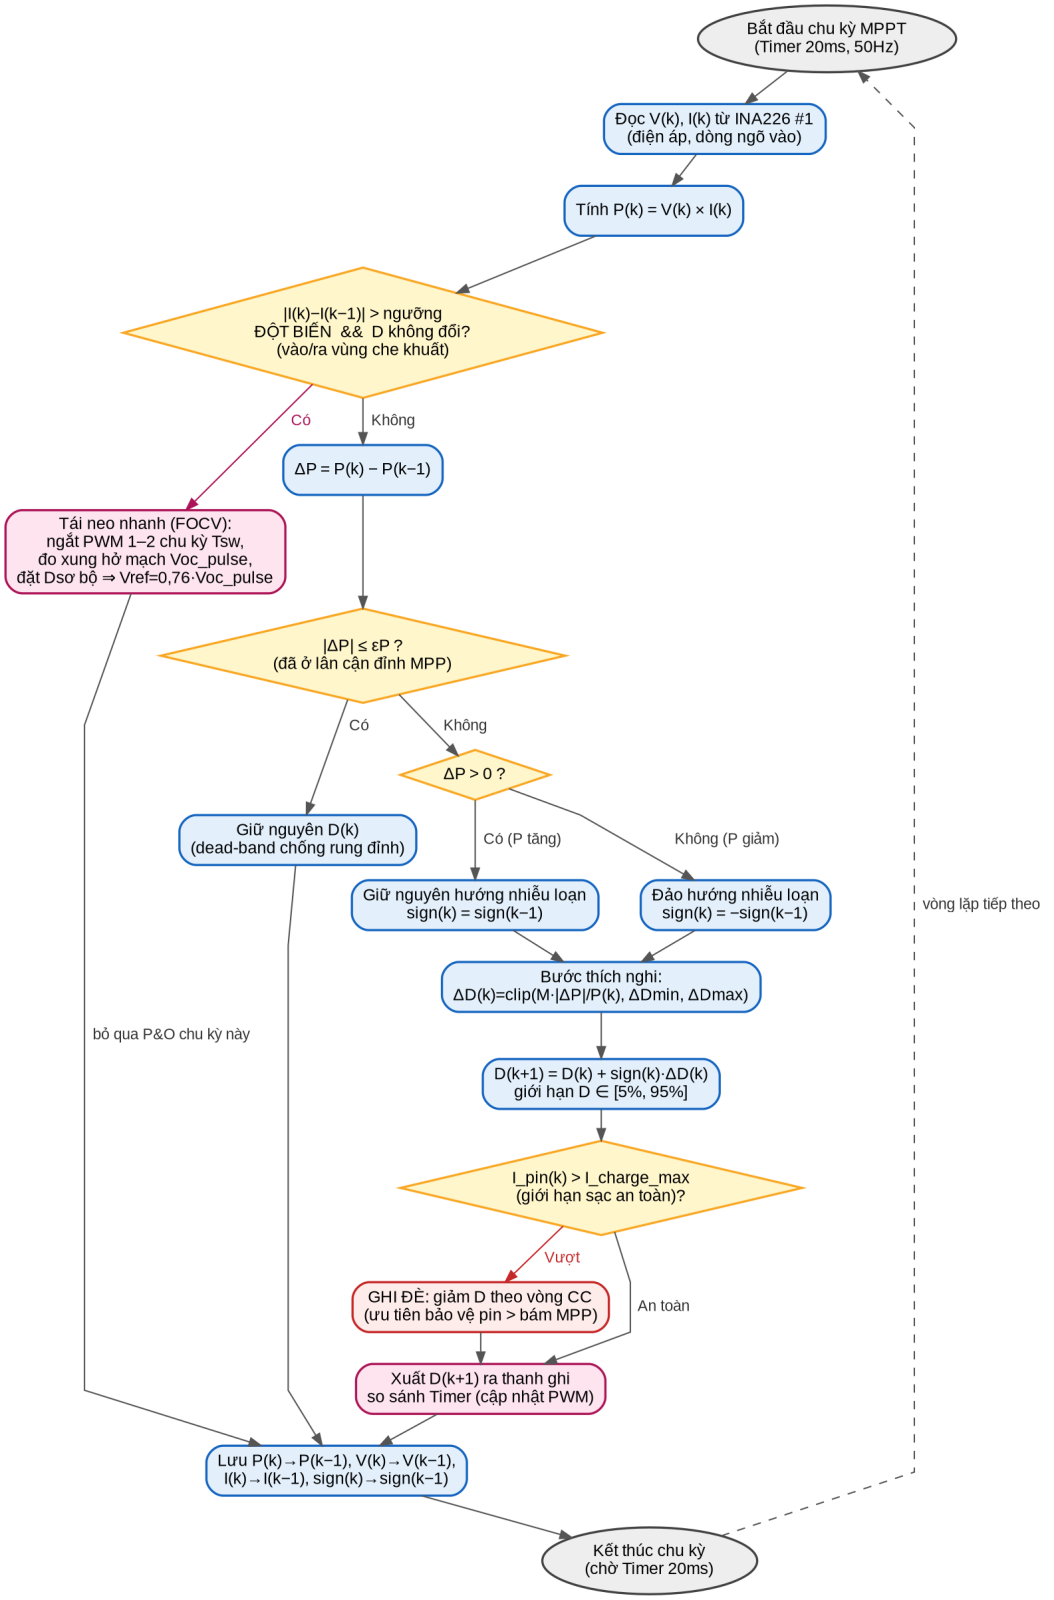 Bắt đầu chu kỳ MPPT
(Timer 20ms, 50Hz)
Đọc V(k), I(k) từ INA226 #1
(điện áp, dòng ngõ vào)
Tính P(k) = V(k) × I(k)
|I(k)−I(k−1)| > ngưỡng
ĐỘT BIẾN && D không đổi?
(vào/ra vùng che khuất)
Có
Không
ΔP = P(k) − P(k−1)
Tái neo nhanh (FOCV):
ngắt PWM 1–2 chu kỳ Tsw,
đo xung hở mạch Voc_pulse,
đặt Dsơ bộ ⇒ Vref=0,76·Voc_pulse
|ΔP| ≤ εP ?
(đã ở lân cận đỉnh MPP)
Có
Không
ΔP > 0 ?
Giữ nguyên D(k)
(dead-band chống rung đỉnh)
Có (P tăng)
Không (P giảm)
Giữ nguyên hướng nhiễu loạn
sign(k) = sign(k−1)
Đảo hướng nhiễu loạn
sign(k) = −sign(k−1)
vòng lặp tiếp theo
Bước thích nghi:
ΔD(k)=clip(M·|ΔP|/P(k), ΔDmin, ΔDmax)
bỏ qua P&O chu kỳ này
D(k+1) = D(k) + sign(k)·ΔD(k)
giới hạn D ∈ [5%, 95%]
I_pin(k) > I_charge_max
(giới hạn sạc an toàn)?
Vượt
An toàn
GHI ĐÈ: giảm D theo vòng CC
(ưu tiên bảo vệ pin > bám MPP)
Xuất D(k+1) ra thanh ghi
so sánh Timer (cập nhật PWM)
Lưu P(k)→P(k−1), V(k)→V(k−1),
I(k)→I(k−1), sign(k)→sign(k−1)
Kết thúc chu kỳ
(chờ Timer 20ms)